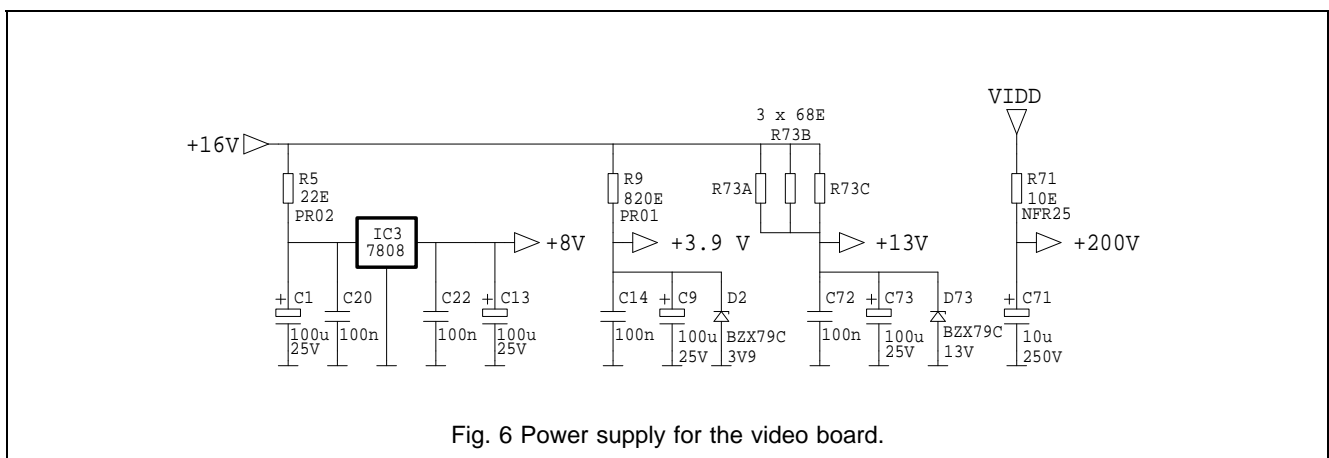 VIDD
3 x 68E
R73B
+16V
R5
22E
PR02
R9
820E
PR01
R73A
R73C
R71
10E
NFR25
IC3
7808
+8V
+3.9 V
+13V
+200V
+ C1
100u
25V
C20
100n
C22
100n
+ C13
100u
25V
C14
100n
+ C9
100u
25V
D2
BZX79C
3V9
C72
100n
+ C73
100u
25V
D73
BZX79C
13V
+ C71
10u
250V
Fig. 6 Power supply for the video board.